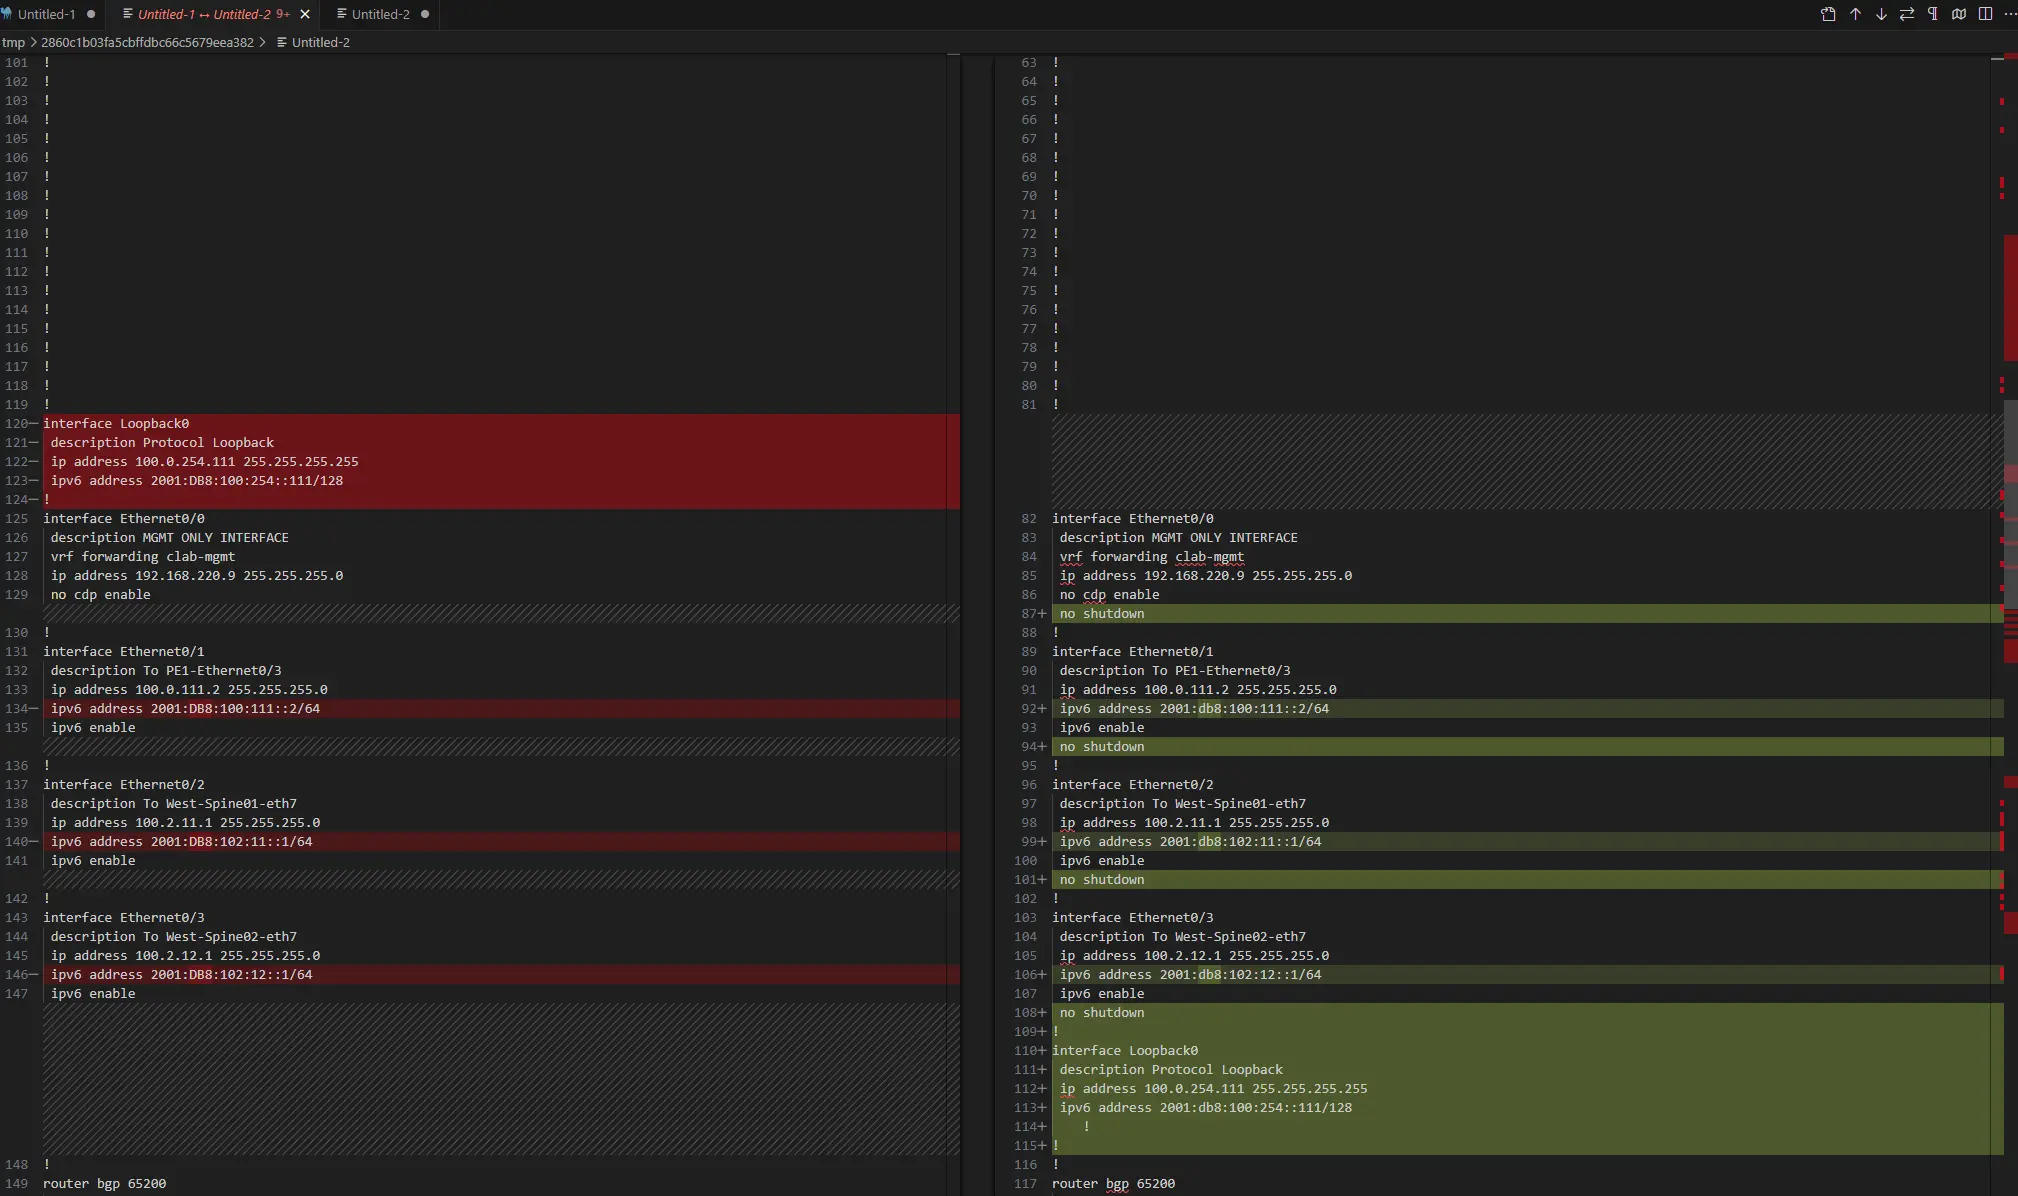 Untitled-1 ●
Untitled-1 ↔ Untitled-2 9+ ×
Untitled-2 ●
tmp > 2860c1b03fa5cbffdbc66c5679eea382 > Untitled-2
101 !
102 !
103 !
104 !
105 !
106 !
107 !
108 !
109 !
110 !
111 !
112 !
113 !
114 !
115 !
116 !
117 !
118 !
119 !
120— interface Loopback0
121— description Protocol Loopback
122— ip address 100.0.254.111 255.255.255.255
123— ipv6 address 2001:DB8:100:254::111/128
124— !
125 interface Ethernet0/0
126 description MGMT ONLY INTERFACE
127 vrf forwarding clab-mgmt
128 ip address 192.168.220.9 255.255.255.0
129 no cdp enable
130 !
131 interface Ethernet0/1
132 description To PE1-Ethernet0/3
133 ip address 100.0.111.2 255.255.255.0
134— ipv6 address 2001:DB8:100:111::2/64
135 ipv6 enable
136 !
137 interface Ethernet0/2
138 description To West-Spine01-eth7
139 ip address 100.2.11.1 255.255.255.0
140— ipv6 address 2001:DB8:102:11::1/64
141 ipv6 enable
142 !
143 interface Ethernet0/3
144 description To West-Spine02-eth7
145 ip address 100.2.12.1 255.255.255.0
146— ipv6 address 2001:DB8:102:12::1/64
147 ipv6 enable
148 !
149 router bgp 65200
63 !
64 !
65 !
66 !
67 !
68 !
69 !
70 !
71 !
72 !
73 !
74 !
75 !
76 !
77 !
78 !
79 !
80 !
81 !
82 interface Ethernet0/0
83 description MGMT ONLY INTERFACE
84 vrf forwarding clab-mgmt
85 ip address 192.168.220.9 255.255.255.0
86 no cdp enable
87+ no shutdown
88 !
89 interface Ethernet0/1
90 description To PE1-Ethernet0/3
91 ip address 100.0.111.2 255.255.255.0
92+ ipv6 address 2001:db8:100:111::2/64
93 ipv6 enable
94+ no shutdown
95 !
96 interface Ethernet0/2
97 description To West-Spine01-eth7
98 ip address 100.2.11.1 255.255.255.0
99+ ipv6 address 2001:db8:102:11::1/64
100 ipv6 enable
101+ no shutdown
102 !
103 interface Ethernet0/3
104 description To West-Spine02-eth7
105 ip address 100.2.12.1 255.255.255.0
106+ ipv6 address 2001:db8:102:12::1/64
107 ipv6 enable
108+ no shutdown
109+ !
110+ interface Loopback0
111+ description Protocol Loopback
112+ ip address 100.0.254.111 255.255.255.255
113+ ipv6 address 2001:db8:100:254::111/128
114+ !
115+ !
116 !
117 router bgp 65200